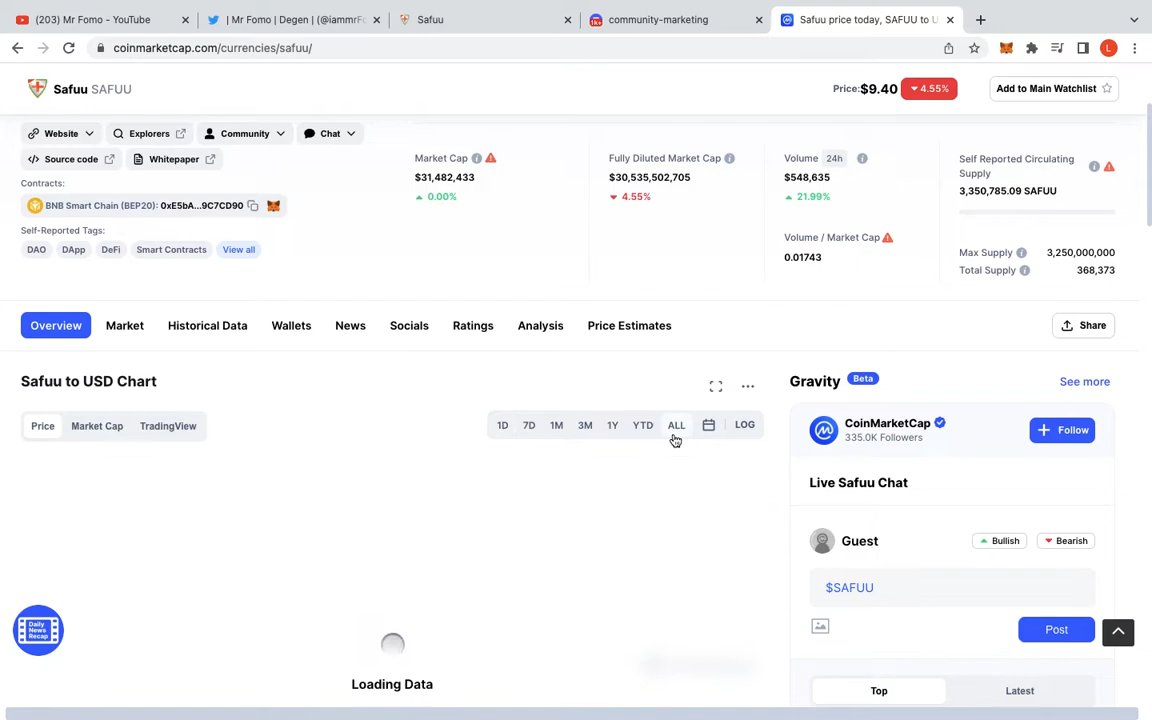 (203) Mr Fomo - YouTube
| Mr Fomo | Degen | (@iammrFo
Safuu
community-marketing
Safuu price today, SAFUU to U
coinmarketcap.com/currencies/safuu/
L
Safuu SAFUU
Price: $9.40
4.55%
Add to Main Watchlist
Website
Explorers
Community
Chat
Source code
Whitepaper
Contracts:
BNB Smart Chain (BEP20): 0xE5bA...9C7CD90
Self-Reported Tags:
DAO
DApp
DeFi
Smart Contracts
View all
Market Cap
$31,482,433
0.00%
Fully Diluted Market Cap
$30,535,502,705
4.55%
Volume 24h
$548,635
21.99%
Volume / Market Cap
0.01743
Self Reported Circulating
Supply
3,350,785.09 SAFUU
Max Supply 3,250,000,000
Total Supply 368,373
Overview
Market
Historical Data
Wallets
News
Socials
Ratings
Analysis
Price Estimates
Share
Safuu to USD Chart
Price
Market Cap
TradingView
1D
7D
1M
3M
1Y
YTD
ALL
LOG
Loading Data
Daily
News
Recap
Gravity Beta
See more
CoinMarketCap
335.0K Followers
+ Follow
Live Safuu Chat
Guest
Bullish
Bearish
$SAFUU
Post
Top
Latest